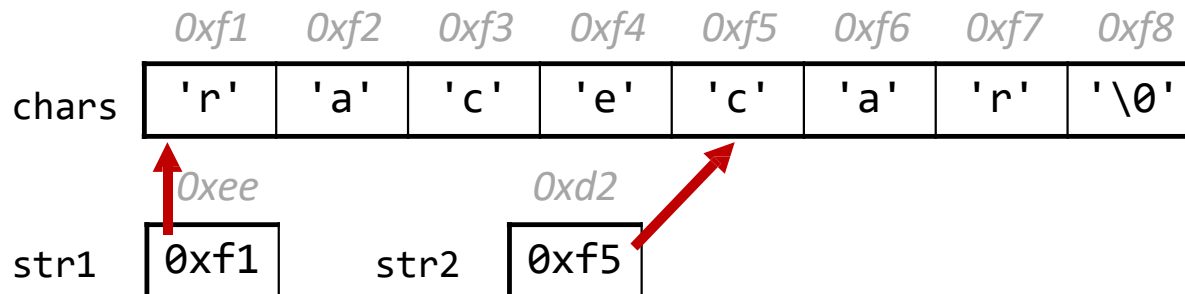 0xf1 0xf2 0xf3 0xf4 0xf5 0xf6 0xf7 0xf8
chars 'r' 'a' 'c' 'e' 'c' 'a' 'r' '\0'
0xee 0xd2
str1 0xf1 str2 0xf5